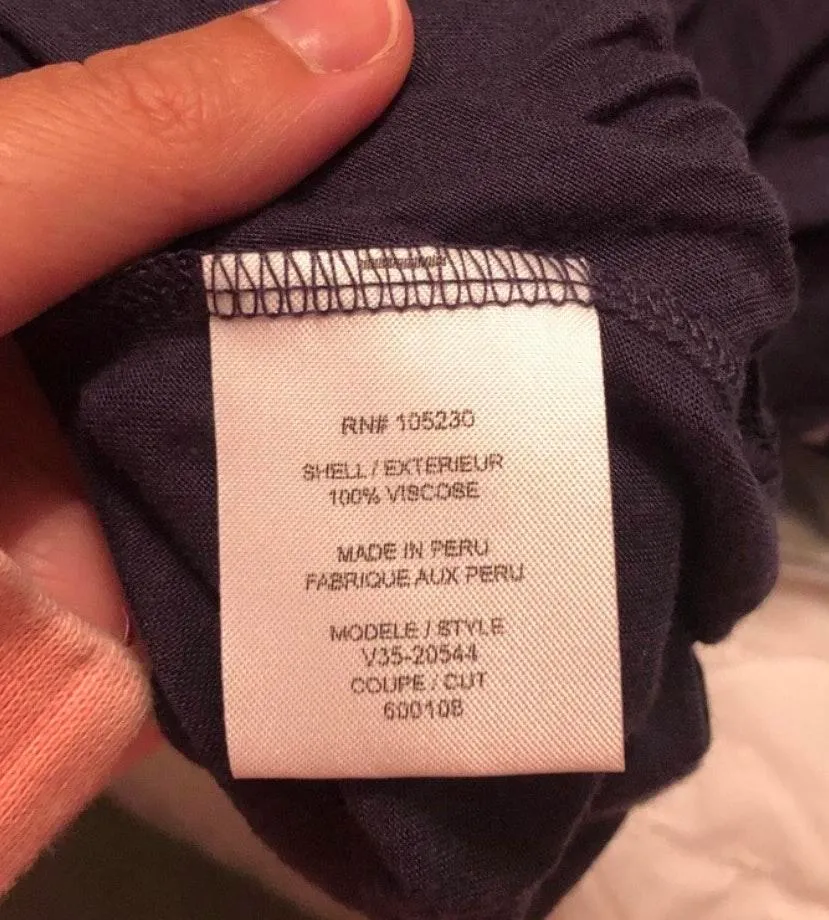 RN# 105230
SHELL / EXTERIEUR
100% VISCOSE
MADE IN PERU
FABRIQUE AUX PERU
MODELE / STYLE
V35-20544
COUPE / CUT
600108